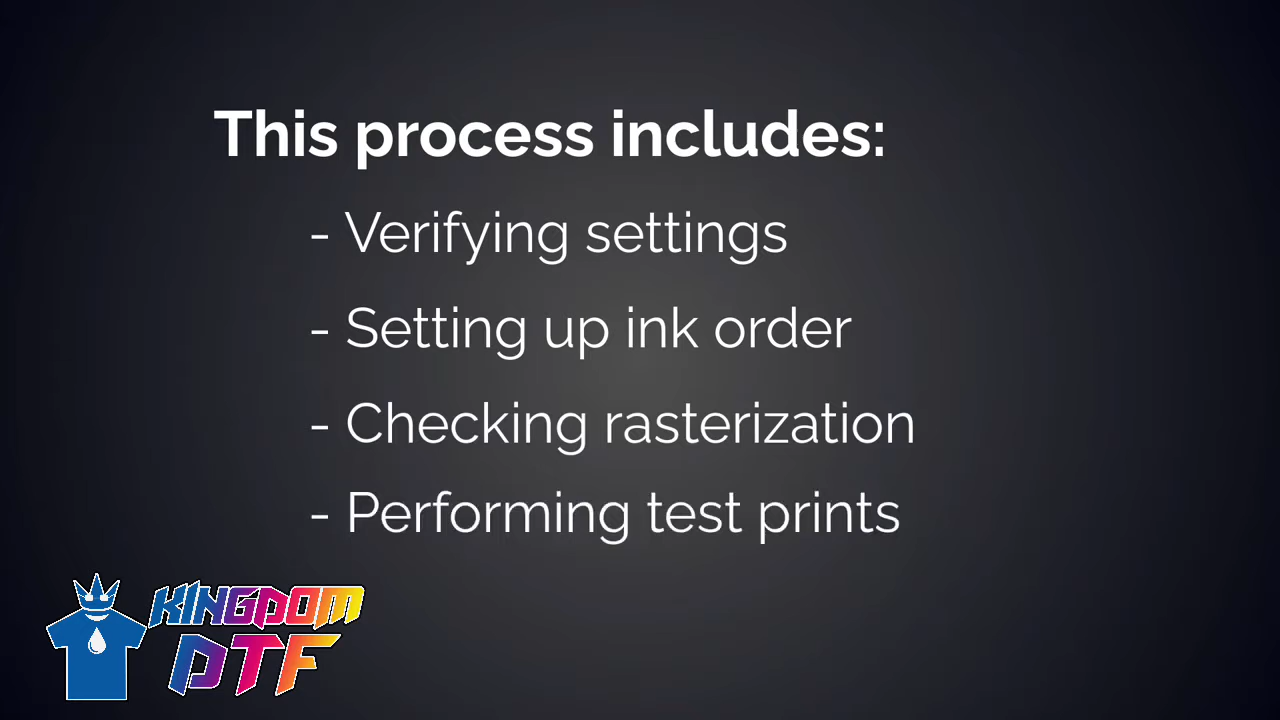 This process includes:
- Verifying settings
- Setting up ink order
- Checking rasterization
- Performing test prints
KINGDOM
DTF